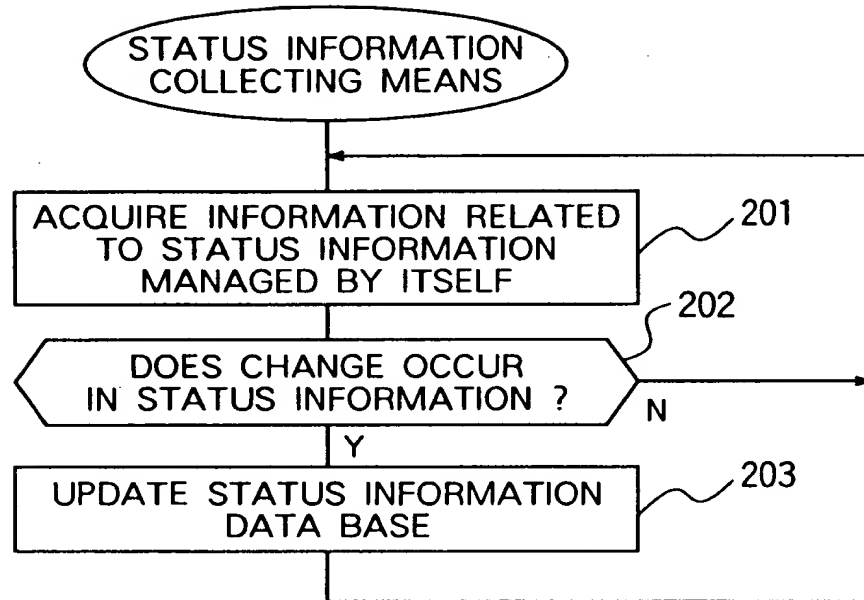 STATUS INFORMATION
COLLECTING MEANS
ACQUIRE INFORMATION RELATED
TO STATUS INFORMATION
MANAGED BY ITSELF
201
202
DOES CHANGE OCCUR
IN STATUS INFORMATION ?
N
Y
UPDATE STATUS INFORMATION
DATA BASE
203